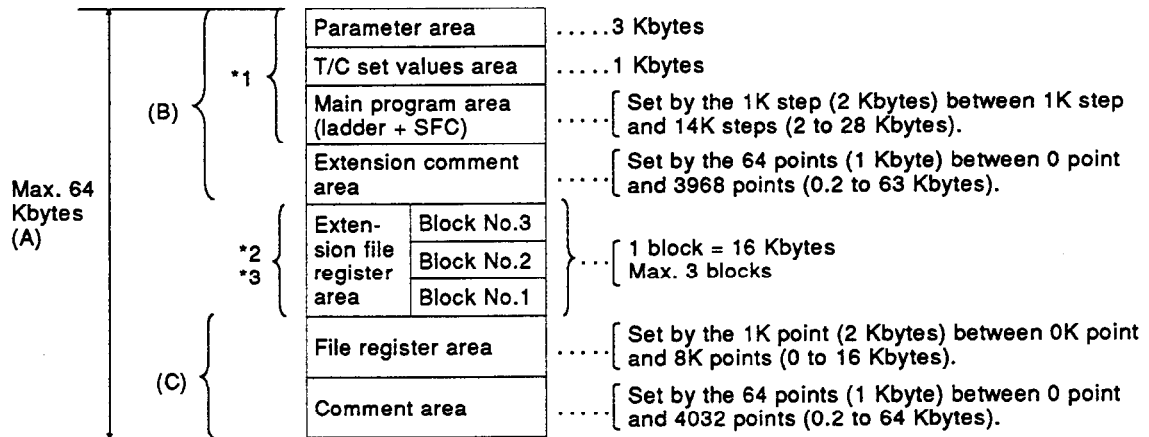 Max. 64
Kbytes
(A)
(B)
*1
Parameter area
.....3 Kbytes
T/C set values area
.....1 Kbytes
Main program area
(ladder + SFC)
.....
Set by the 1K step (2 Kbytes) between 1K step
and 14K steps (2 to 28 Kbytes).
Extension comment
area
.....
Set by the 64 points (1 Kbyte) between 0 point
and 3968 points (0.2 to 63 Kbytes).
*2
*3
Exten-
sion file
register
area
Block No.3
Block No.2
Block No.1
...
1 block = 16 Kbytes
Max. 3 blocks
(C)
File register area
.....
Set by the 1K point (2 Kbytes) between 0K point
and 8K points (0 to 16 Kbytes).
Comment area
.....
Set by the 64 points (1 Kbyte) between 0 point
and 4032 points (0.2 to 64 Kbytes).